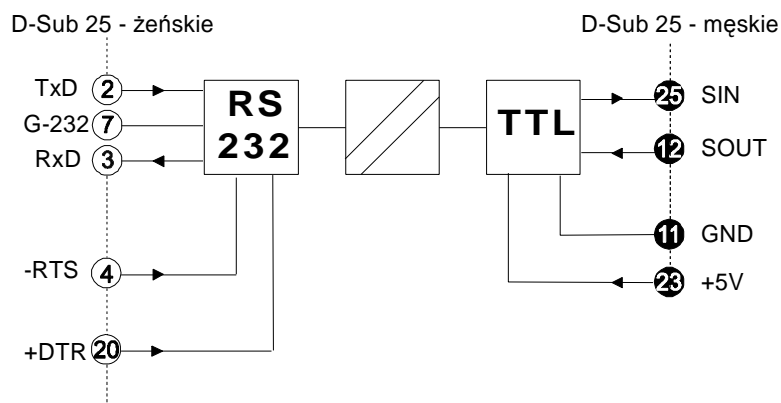 D-Sub 25 - żeńskie
D-Sub 25 - męskie
TxD 2
G-232 7
RxD 3
-RTS 4
+DTR 20
RS
232
TTL
25 SIN
12 SOUT
11 GND
23 +5V